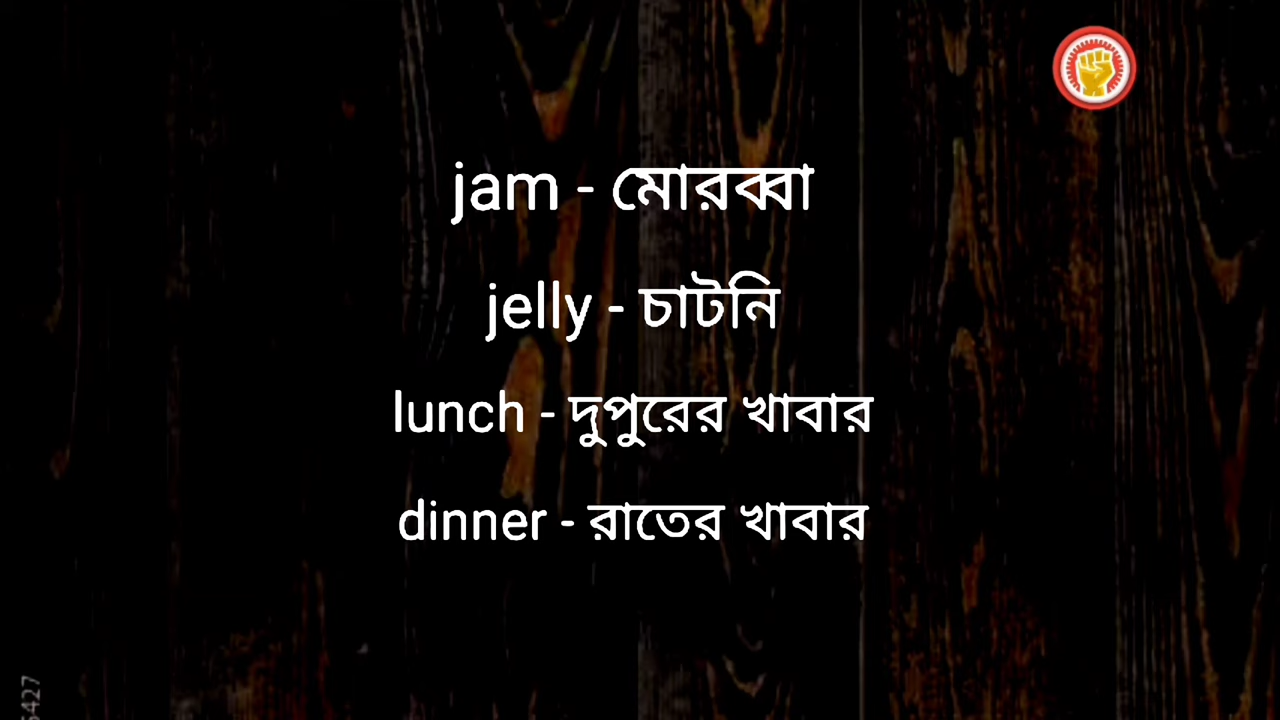 jam - মোরব্বা
jelly - চাটনি
lunch - দুপুরের খাবার
dinner - রাতের খাবার